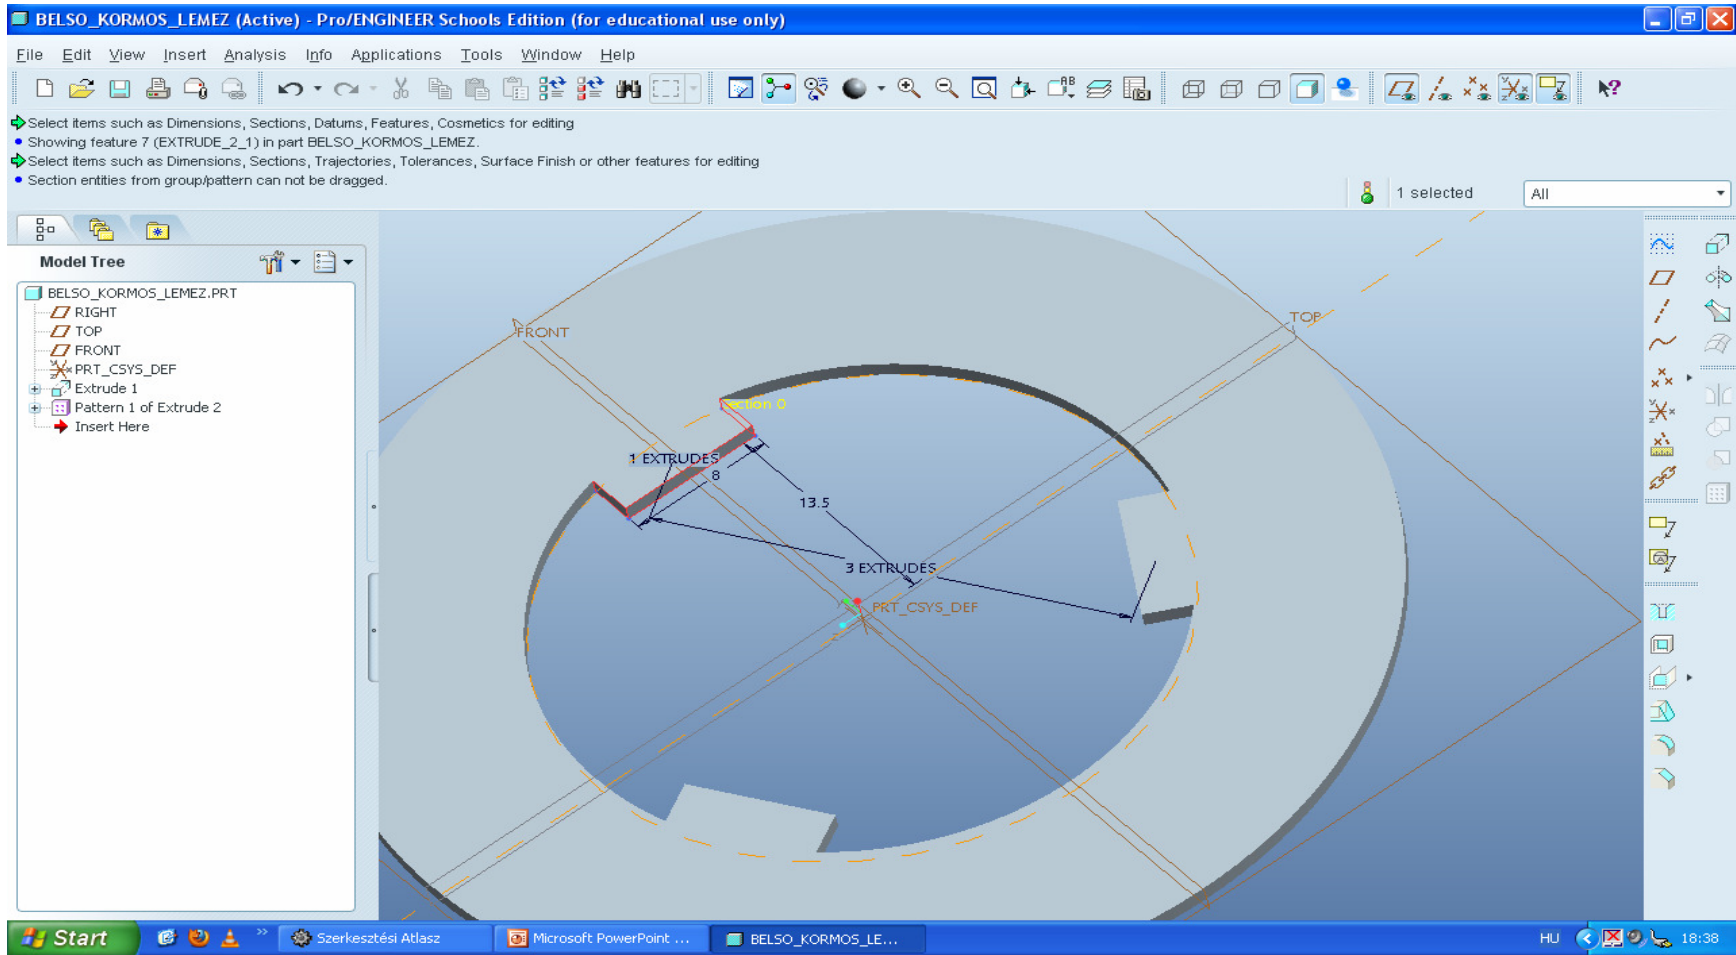 BELSO_KORMOS_LEMEZ (Active) - Pro/ENGINEER Schools Edition (for educational use only)
File Edit View Insert Analysis Info Applications Tools Window Help
Select items such as Dimensions, Sections, Datums, Features, Cosmetics for editing
Showing feature 7 (EXTRUDE_2_1) in part BELSO_KORMOS_LEMEZ.
Select items such as Dimensions, Sections, Trajectories, Tolerances, Surface Finish or other features for editing
Section entities from group/pattern can not be dragged.
1 selected
All
Model Tree
BELSO_KORMOS_LEMEZ.PRT
RIGHT
TOP
FRONT
PRT_CSYS_DEF
Extrude 1
Pattern 1 of Extrude 2
Insert Here
FRONT
TOP
Section 0
1 EXTRUDES
8
13.5
3 EXTRUDES
PRT_CSYS_DEF
Start
Szerkesztési Atlasz
Microsoft PowerPoint ...
BELSO_KORMOS_LE...
HU
18:38